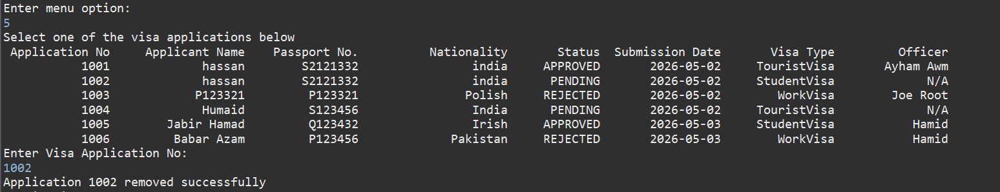 Enter menu option:
5
Select one of the visa applications below
Application No Applicant Name Passport No. Nationality Status Submission Date Visa Type Officer
1001 hassan S2121332 india APPROVED 2026-05-02 TouristVisa Ayham Awm
1002 hassan S2121332 india PENDING 2026-05-02 StudentVisa N/A
1003 P123321 P123321 Polish REJECTED 2026-05-02 WorkVisa Joe Root
1004 Humaid S123456 India PENDING 2026-05-02 TouristVisa N/A
1005 Jabir Hamad Q123432 Irish APPROVED 2026-05-03 StudentVisa Hamid
1006 Babar Azam P123456 Pakistan REJECTED 2026-05-03 WorkVisa Hamid
Enter Visa Application No:
1002
Application 1002 removed successfully